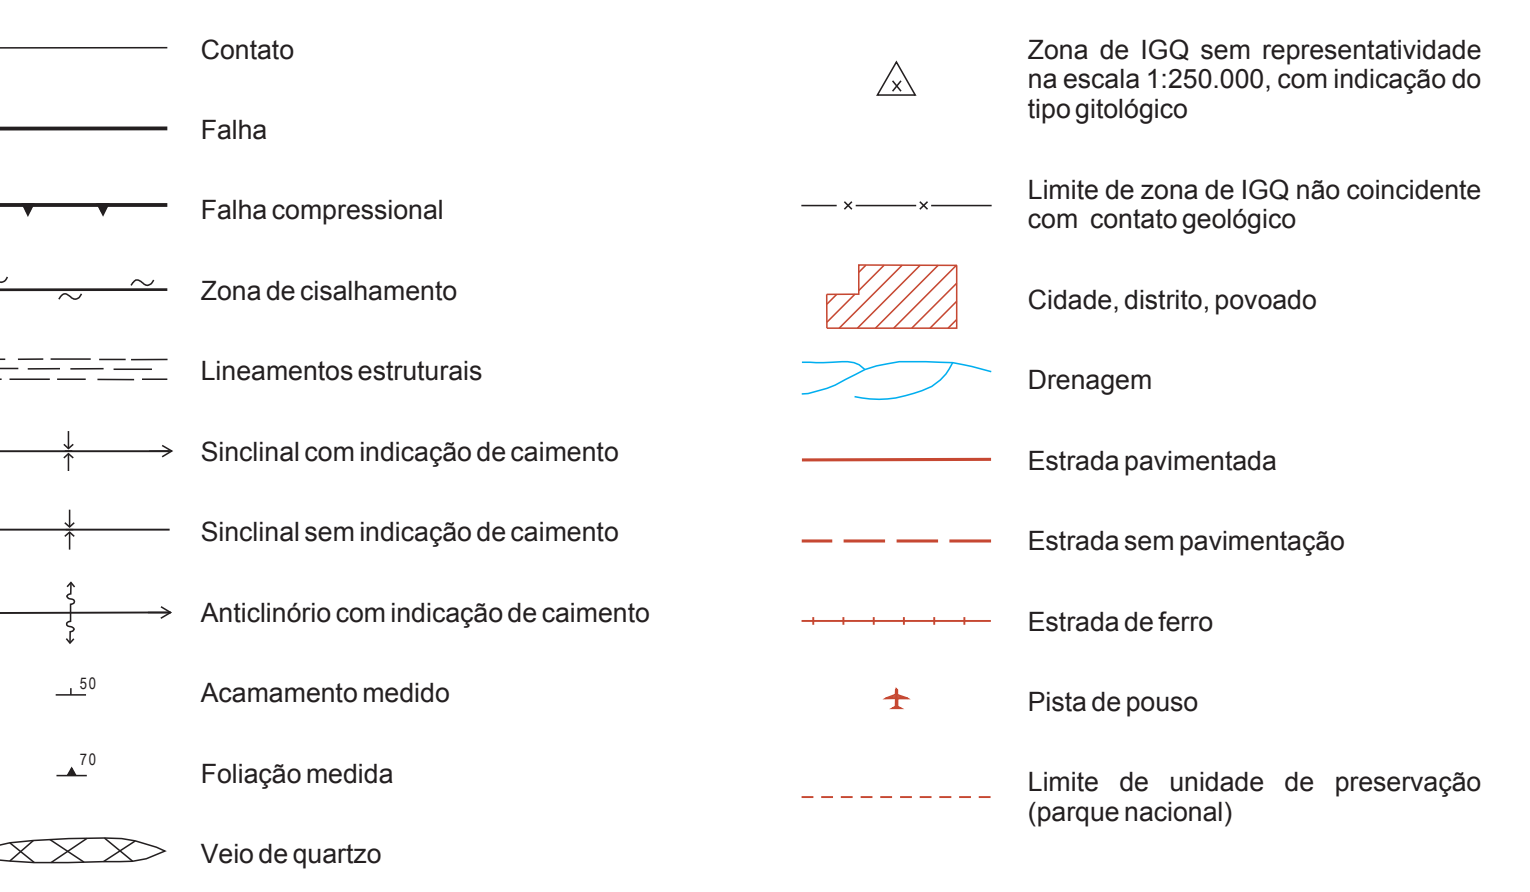 Contato
Falha
Falha compressional
Zona de cisalhamento
Lineamentos estruturais
Sinclinal com indicação de caimento
Sinclinal sem indicação de caimento
Anticlinório com indicação de caimento
50
Acamamento medido
70
Foliação medida
Veio de quartzo
x
Zona de IGQ sem representatividade
na escala 1:250.000, com indicação do
tipo gitológico
x x
Limite de zona de IGQ não coincidente
com contato geológico
Cidade, distrito, povoado
Drenagem
Estrada pavimentada
Estrada sem pavimentação
Estrada de ferro
Pista de pouso
Limite de unidade de preservação
(parque nacional)